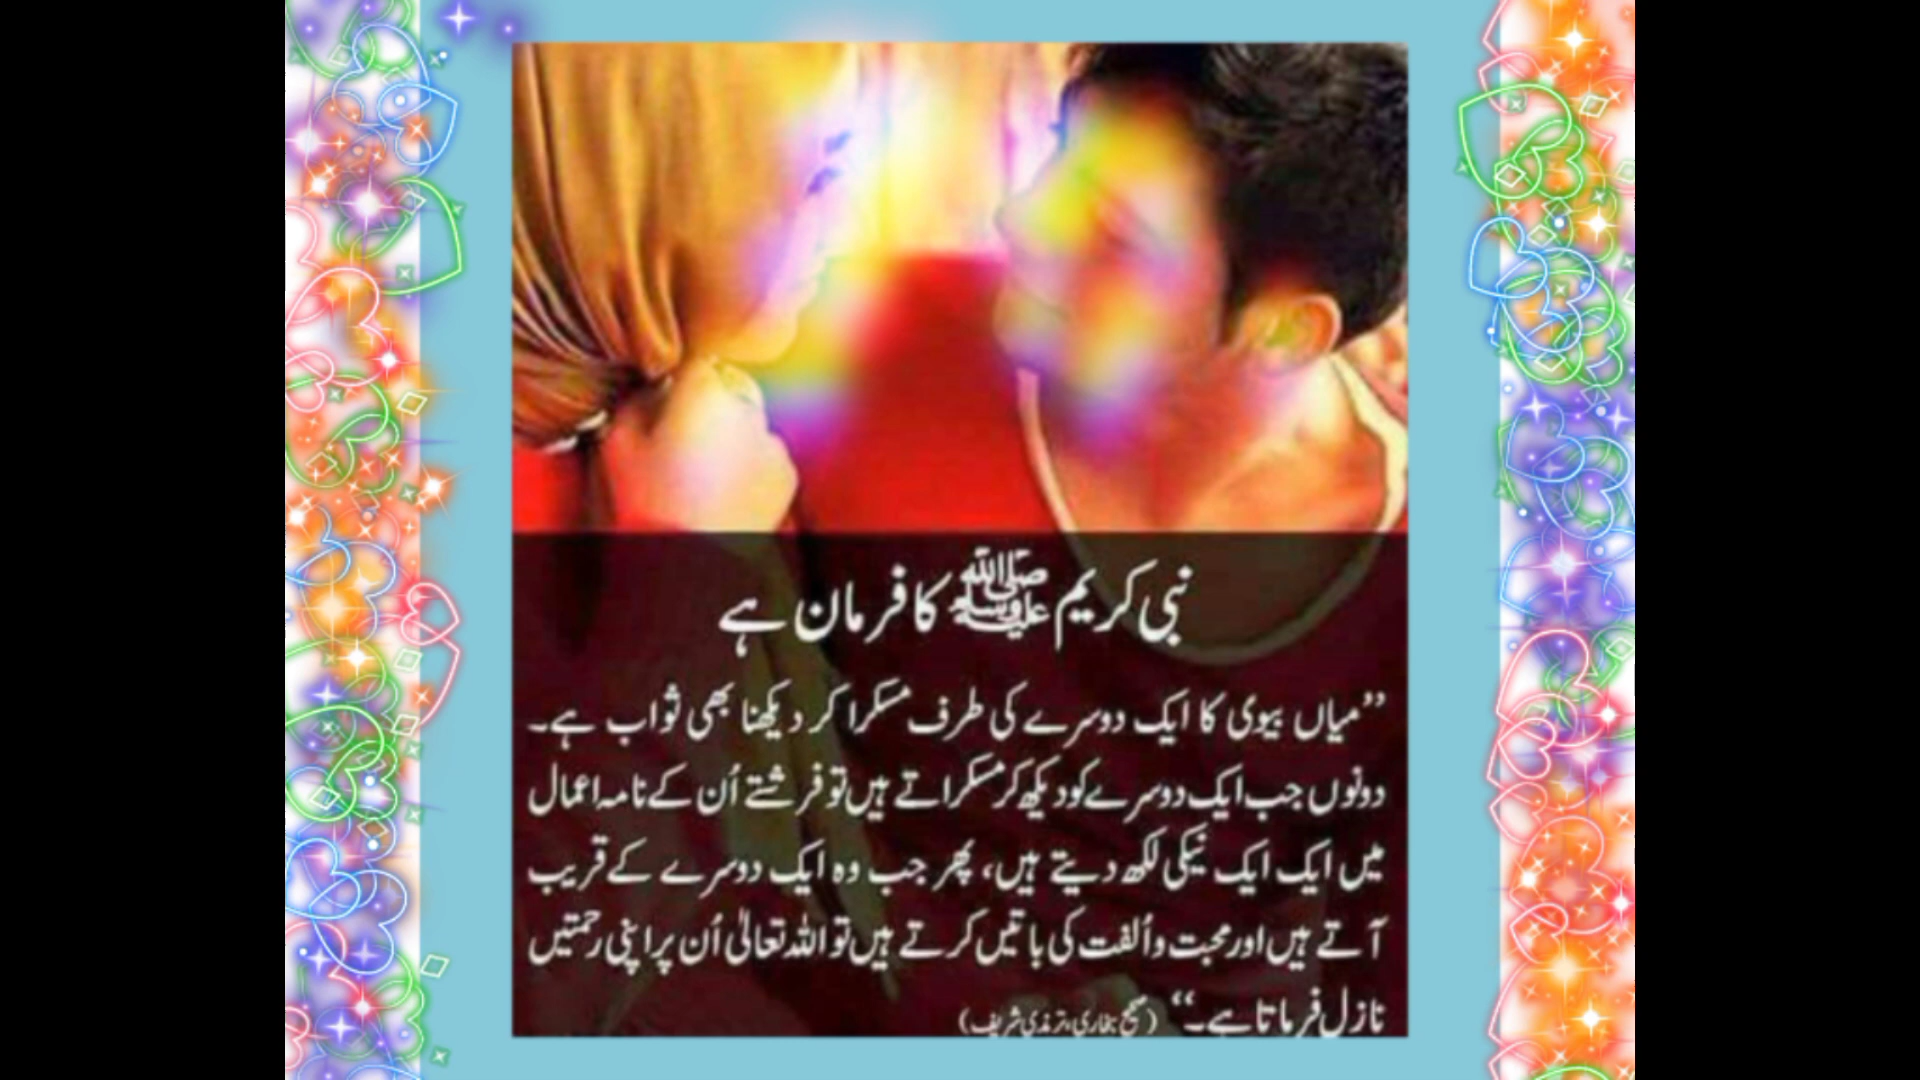 نبی کریم ﷺ کا فرمان ہے
”میاں بیوی کا ایک دوسرے کی طرف مسکرا کر دیکھنا بھی ثواب ہے۔
دونوں جب ایک دوسرے کو دیکھ کر مسکراتے ہیں تو فرشتے اُن کے نامہ اعمال
میں ایک ایک نیکی لکھ دیتے ہیں، پھر جب وہ ایک دوسرے کے قریب
آتے ہیں اور محبت و اُلفت کی باتیں کرتے ہیں تو اللہ تعالیٰ اُن پر اپنی رحمتیں
نازل فرماتا ہے۔“ (صحیح بخاری، ترمذی شریف)